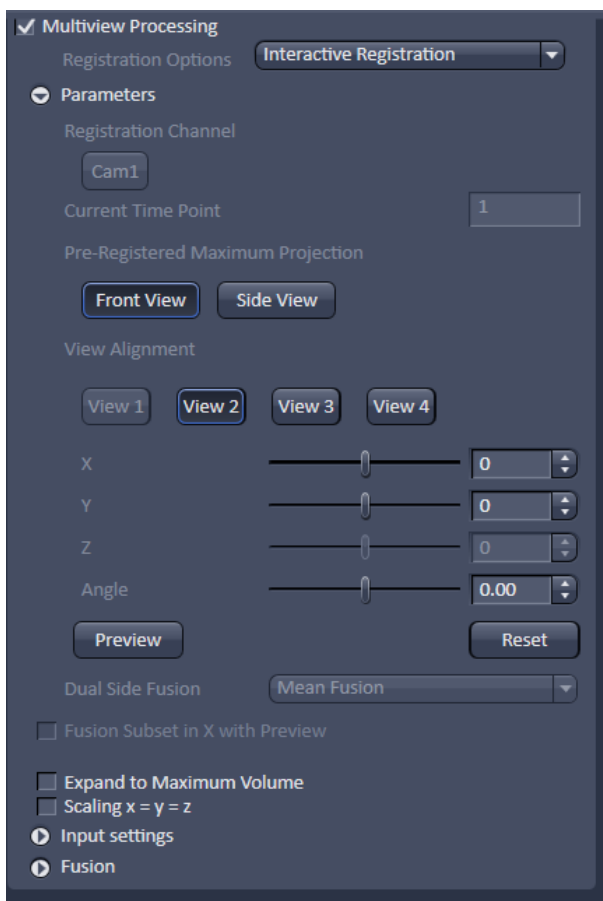 Multiview Processing
Registration Options Interactive Registration
Parameters
Registration Channel
Cam1
Current Time Point 1
Pre-Registered Maximum Projection
Front View Side View
View Alignment
View 1 View 2 View 3 View 4
X 0
Y 0
Z 0
Angle 0.00
Preview Reset
Dual Side Fusion Mean Fusion
Fusion Subset in X with Preview
Expand to Maximum Volume
Scaling x = y = z
Input settings
Fusion